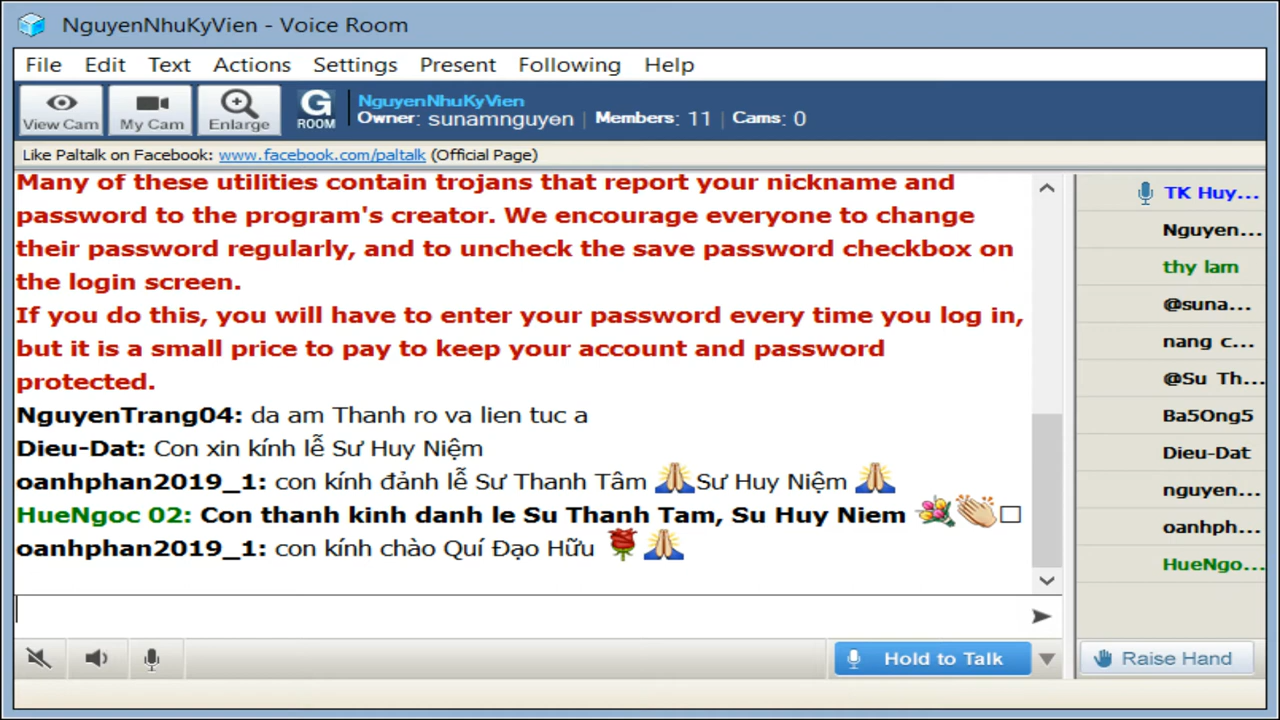 NguyenNhuKyVien - Voice Room
File Edit Text Actions Settings Present Following Help
View Cam My Cam Enlarge G ROOM
NguyenNhuKyVien
Owner: sunamnguyen | Members: 11 | Cams: 0
Like Paltalk on Facebook: www.facebook.com/paltalk (Official Page)
Many of these utilities contain trojans that report your nickname and
password to the program's creator. We encourage everyone to change
their password regularly, and to uncheck the save password checkbox on
the login screen.
If you do this, you will have to enter your password every time you log in,
but it is a small price to pay to keep your account and password
protected.
NguyenTrang04: da am Thanh ro va lien tuc a
Dieu-Dat: Con xin kính lễ Sư Huy Niệm
oanhphan2019_1: con kính đảnh lễ Sư Thanh Tâm 🙏Sư Huy Niệm 🙏
HueNgoc 02: Con thanh kinh danh le Su Thanh Tam, Su Huy Niem 💐👏□
oanhphan2019_1: con kính chào Quí Đạo Hữu 🌹🙏
TK Huy...
Nguyen...
thy lam
@suna...
nang c...
@Su Th...
Ba5Ong5
Dieu-Dat
nguyen...
oanhph...
HueNgo...
Hold to Talk
Raise Hand